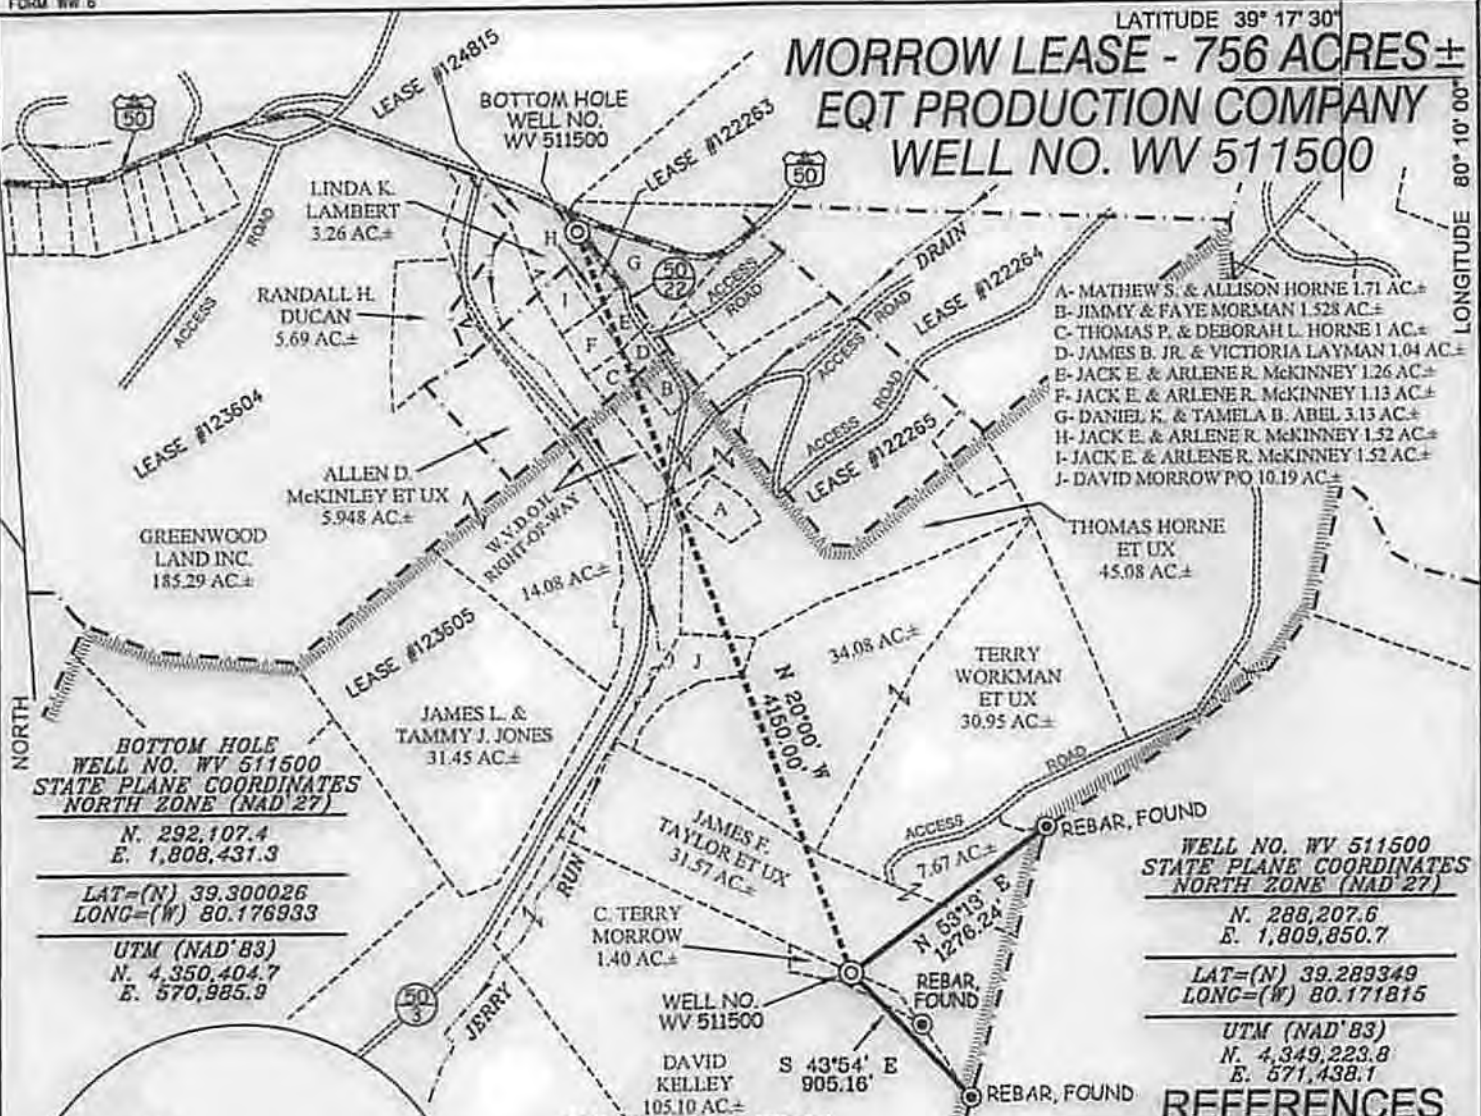 FORM WW 6
LATITUDE 39° 17' 30"
MORROW LEASE - 756 ACRES±
EQT PRODUCTION COMPANY
WELL NO. WV 511500
LONGITUDE 80° 10' 00"
50
LEASE #124815
BOTTOM HOLE
WELL NO.
WV 511500
LEASE #122263
50
LINDA K.
LAMBERT
3.26 AC.±
ROAD
ACCESS
H
G
50
22
ACCESS
ROAD
DRAIN
LEASE #122264
RANDALL H.
DUCAN
5.69 AC.±
I
E
F
D
C
B
ACCESS
ROAD
ACCESS
ROAD
A- MATHEW S. & ALLISON HORNE 1.71 AC.±
B- JIMMY & FAYE MORMAN 1.528 AC.±
C- THOMAS P. & DEBORAH L. HORNE 1 AC.±
D- JAMES B. JR. & VICTIORIA LAYMAN 1.04 AC.±
E- JACK E. & ARLENE R. McKINNEY 1.26 AC.±
F- JACK E. & ARLENE R. McKINNEY 1.13 AC.±
G- DANIEL K. & TAMELA B. ABEL 3.13 AC.±
H- JACK E. & ARLENE R. McKINNEY 1.52 AC.±
I- JACK E. & ARLENE R. McKINNEY 1.52 AC.±
J- DAVID MORROW P/O 10.19 AC.±
LEASE #123604
LEASE #122265
ALLEN D.
McKINLEY ET UX
5.948 AC.±
W.V.D.O.H.
RIGHT-OF-WAY
A
GREENWOOD
LAND INC.
185.29 AC.±
THOMAS HORNE
ET UX
45.08 AC.±
14.08 AC.±
LEASE #123605
J
34.08 AC.±
TERRY
WORKMAN
ET UX
30.95 AC.±
N 20°00' W
4150.00'
NORTH
JAMES L. &
TAMMY J. JONES
31.45 AC.±
BOTTOM HOLE
WELL NO. WV 511500
STATE PLANE COORDINATES
NORTH ZONE (NAD'27)
N. 292,107.4
E. 1,808,431.3
LAT=(N) 39.300026
LONG=(W) 80.176933
UTM (NAD'83)
N. 4,350,404.7
E. 570,985.9
JAMES F.
TAYLOR ET UX
31.57 AC.±
ACCESS
ROAD
REBAR, FOUND
7.67 AC.±
N 53°13' E
1276.24'
WELL NO. WV 511500
STATE PLANE COORDINATES
NORTH ZONE (NAD'27)
N. 288,207.6
E. 1,809,850.7
LAT=(N) 39.289349
LONG=(W) 80.171815
UTM (NAD'83)
N. 4,349,223.8
E. 571,438.1
RUN
JERRY
50
3
C. TERRY
MORROW
1.40 AC.±
WELL NO.
WV 511500
REBAR,
FOUND
DAVID
KELLEY
105.10 AC.±
S 43°54' E
905.16'
REBAR, FOUND
REFERENCES